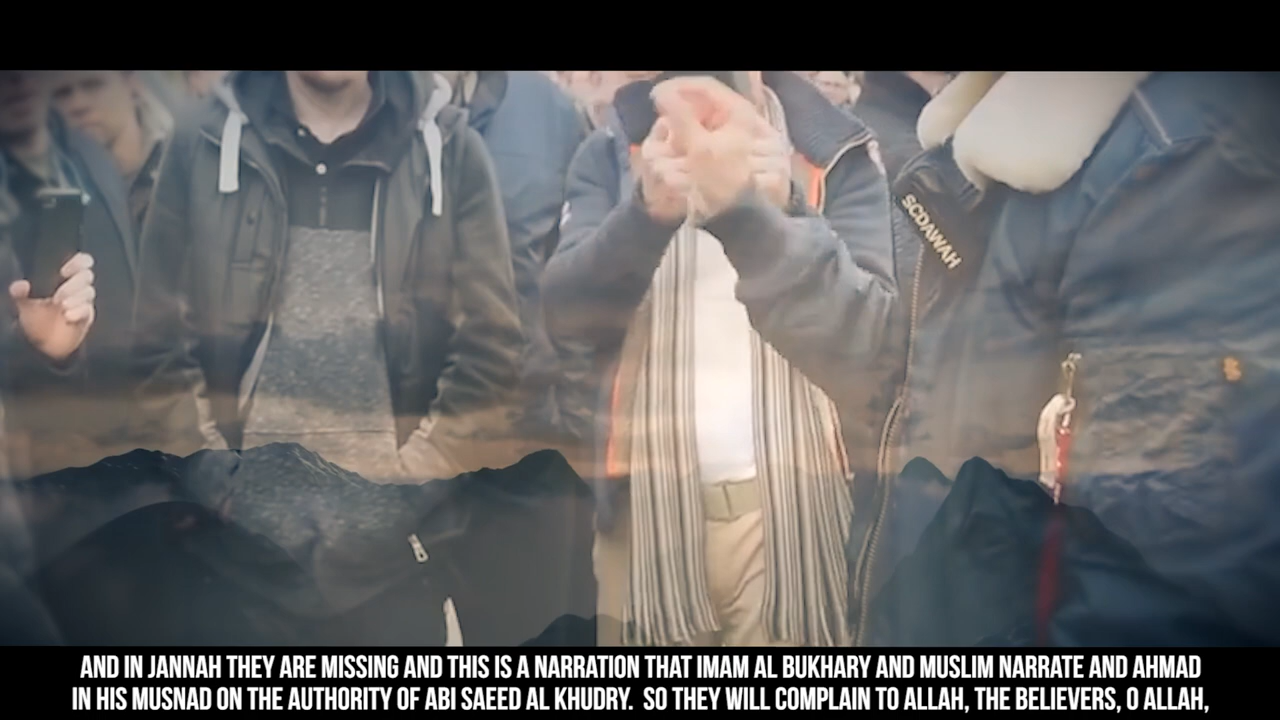 SCDAWAH
AND IN JANNAH THEY ARE MISSING AND THIS IS A NARRATION THAT IMAM AL BUKHARY AND MUSLIM NARRATE AND AHMAD
IN HIS MUSNAD ON THE AUTHORITY OF ABI SAEED AL KHUDRY. SO THEY WILL COMPLAIN TO ALLAH, THE BELIEVERS, O ALLAH,